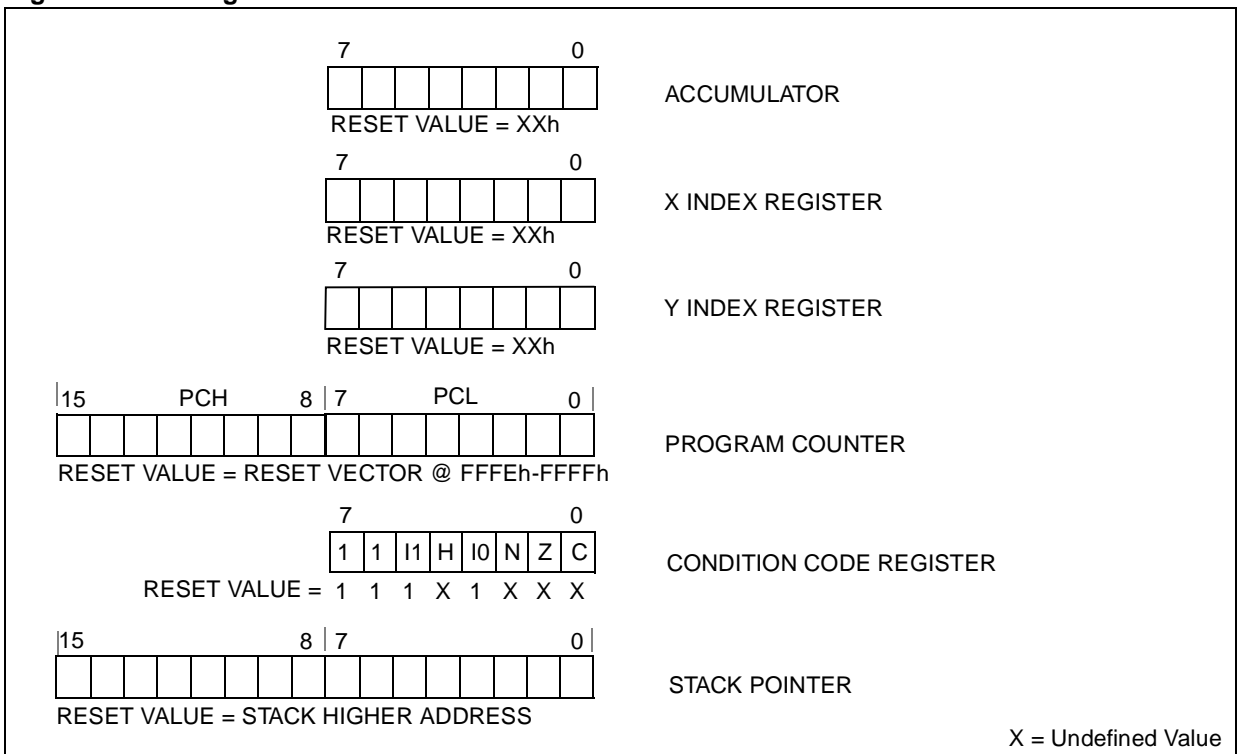 7 0
ACCUMULATOR
RESET VALUE = XXh
7 0
X INDEX REGISTER
RESET VALUE = XXh
7 0
Y INDEX REGISTER
RESET VALUE = XXh
15 PCH 8 7 PCL 0
PROGRAM COUNTER
RESET VALUE = RESET VECTOR @ FFFEh-FFFFh
7 0
1 1 I1 H I0 N Z C
CONDITION CODE REGISTER
RESET VALUE = 1 1 1 X 1 X X X
15 8 7 0
STACK POINTER
RESET VALUE = STACK HIGHER ADDRESS
X = Undefined Value